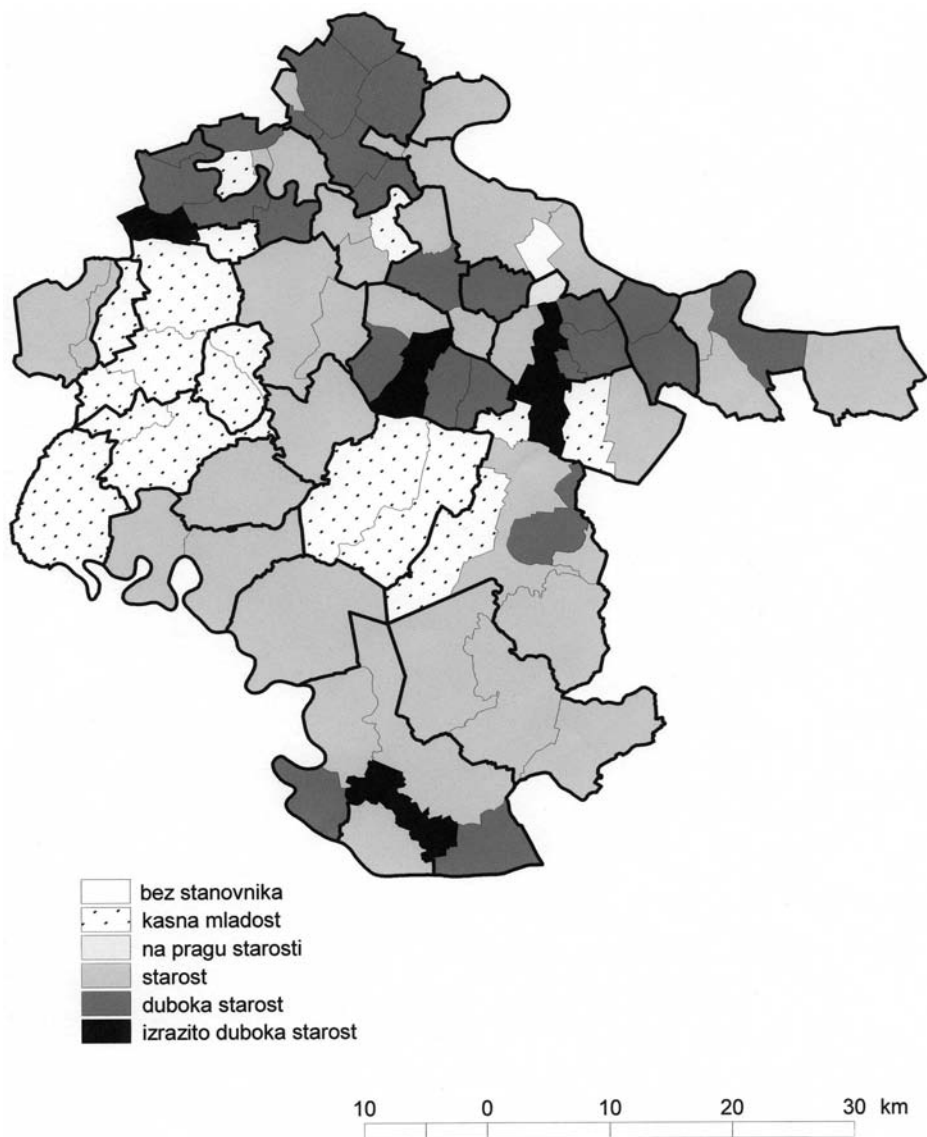 bez stanovnika
kasna mladost
na pragu starosti
starost
duboka starost
izrazito duboka starost
10 0 10 20 30 km